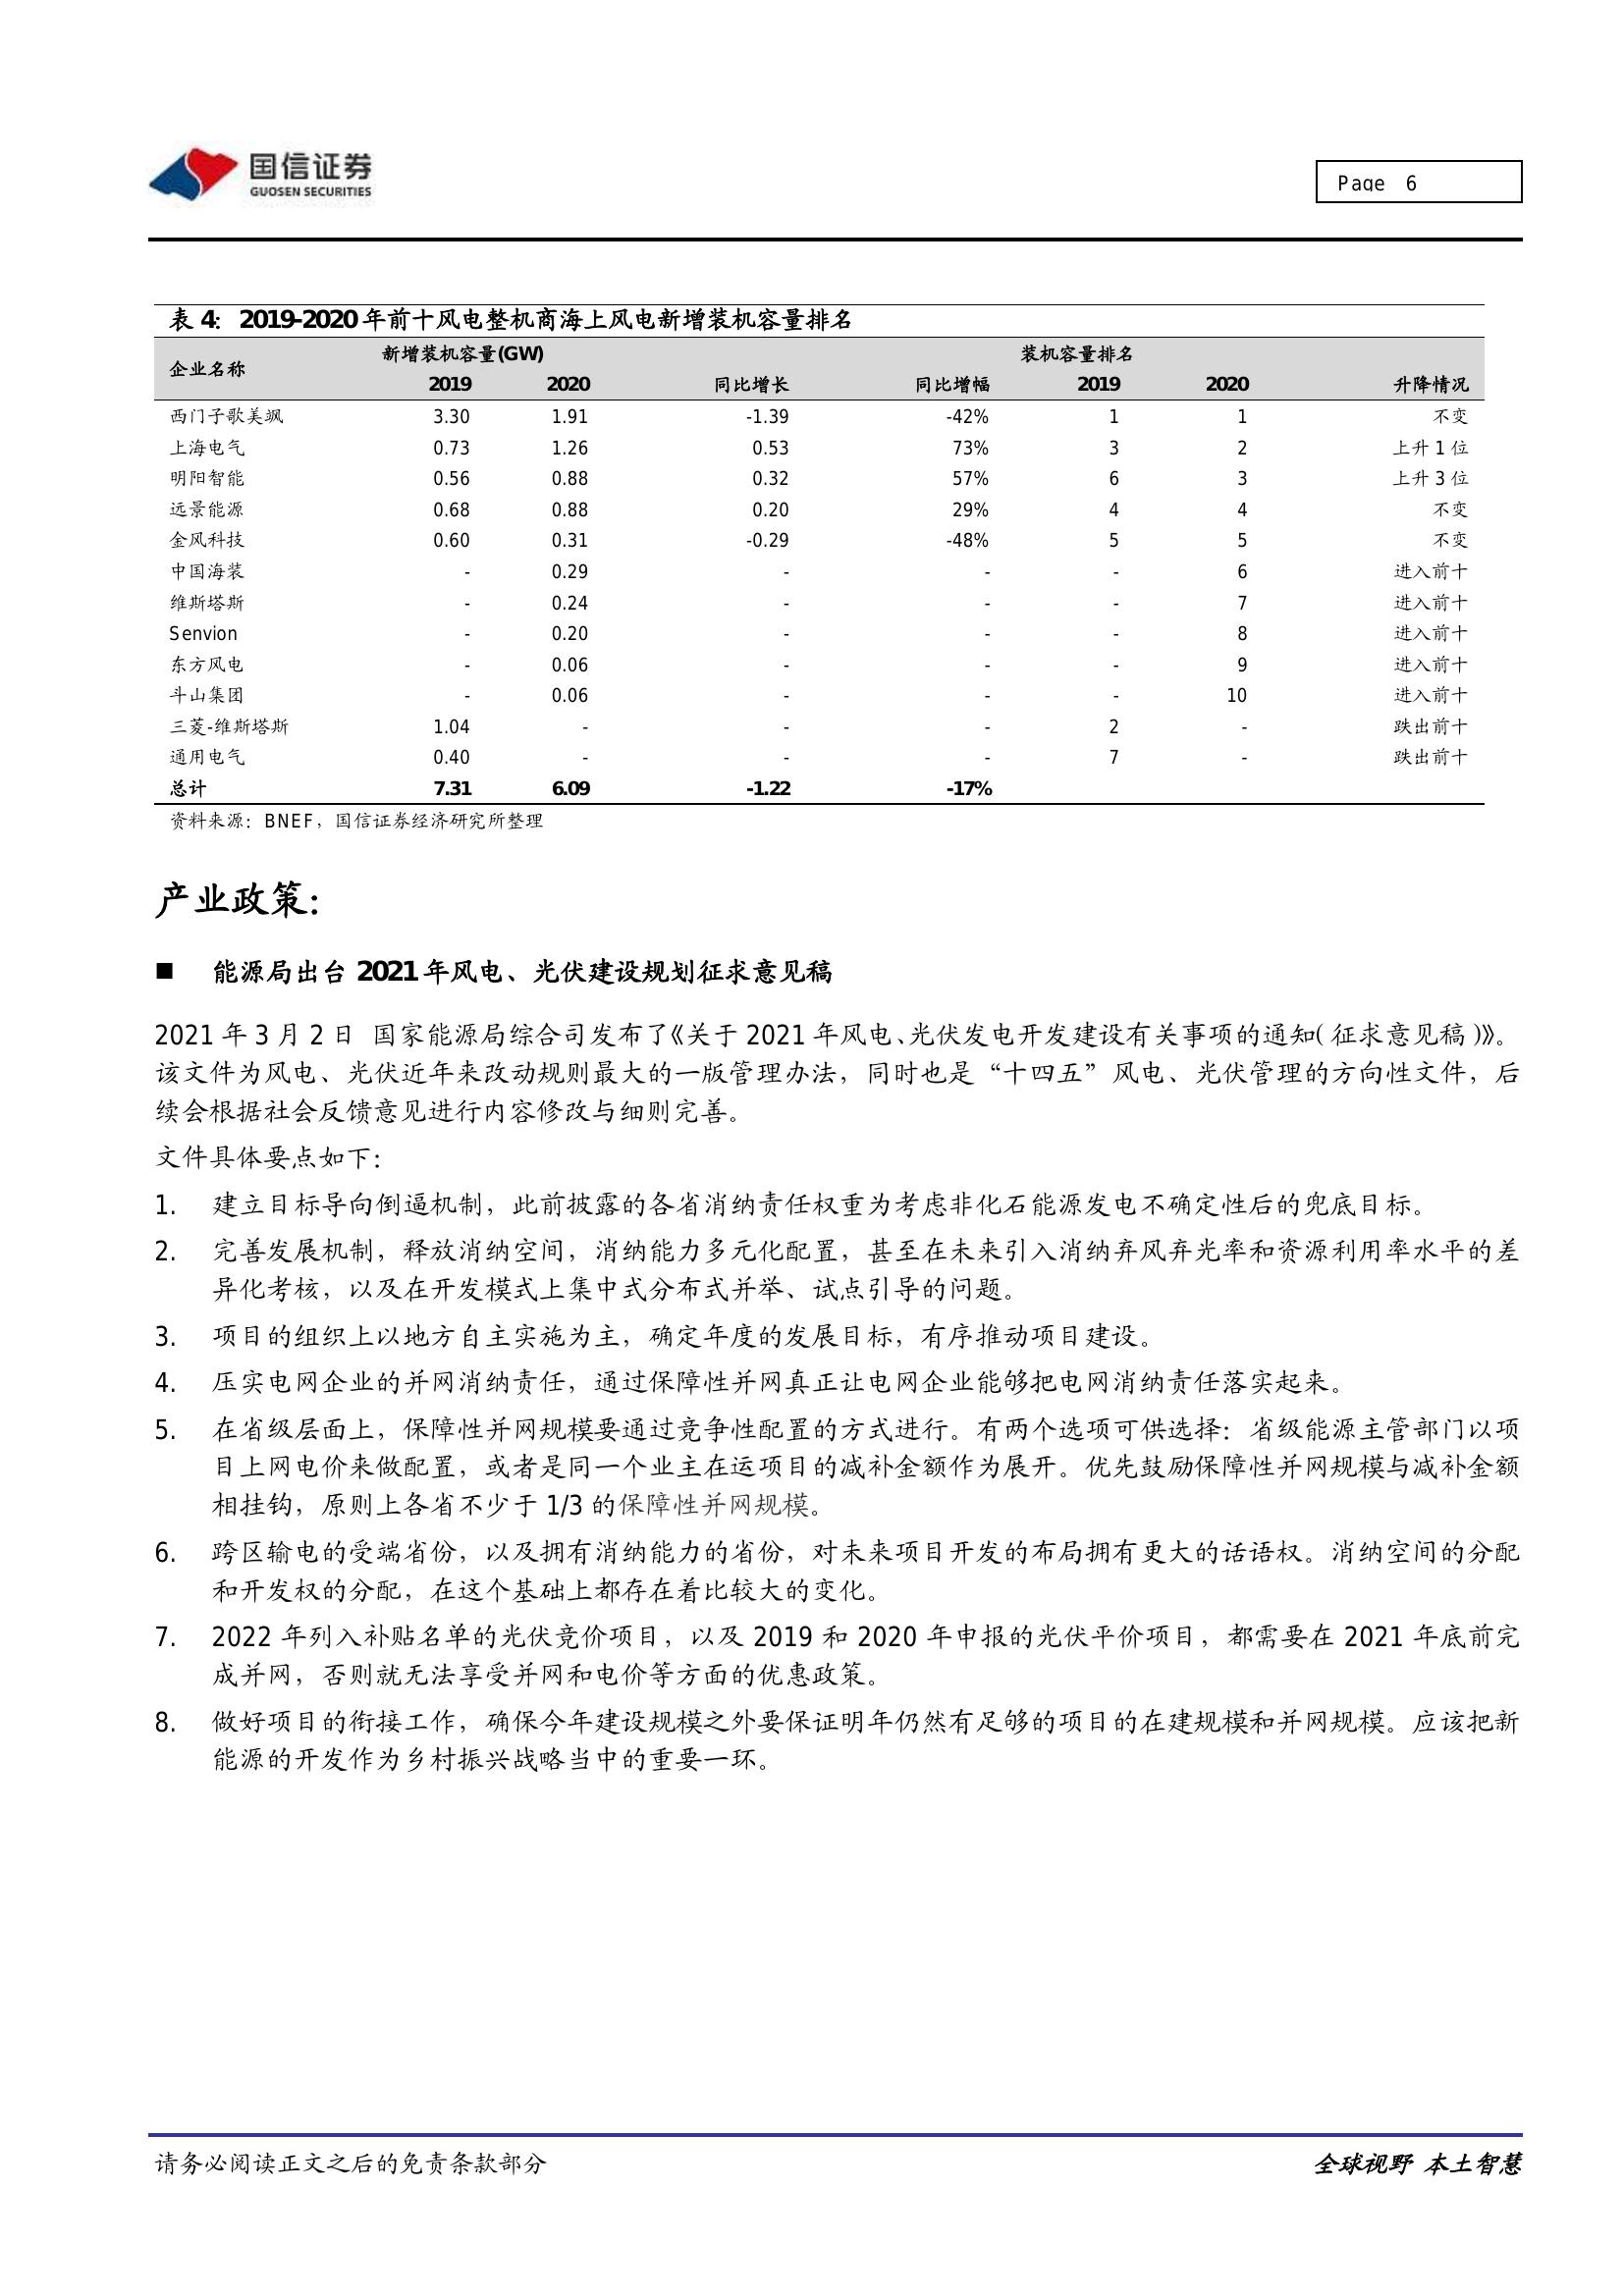 国信证券
GUOSEN SECURITIES
Page 6
表 4：2019-2020 年前十风电整机商海上风电新增装机容量排名
企业名称 新增装机容量(GW) 装机容量排名
2019 2020 同比增长 同比增幅 2019 2020 升降情况
西门子歌美飒 3.30 1.91 -1.39 -42% 1 1 不变
上海电气 0.73 1.26 0.53 73% 3 2 上升 1 位
明阳智能 0.56 0.88 0.32 57% 6 3 上升 3 位
远景能源 0.68 0.88 0.20 29% 4 4 不变
金风科技 0.60 0.31 -0.29 -48% 5 5 不变
中国海装 - 0.29 - - - 6 进入前十
维斯塔斯 - 0.24 - - - 7 进入前十
Senvion - 0.20 - - - 8 进入前十
东方风电 - 0.06 - - - 9 进入前十
斗山集团 - 0.06 - - - 10 进入前十
三菱-维斯塔斯 1.04 - - - 2 - 跌出前十
通用电气 0.40 - - - 7 - 跌出前十
总计 7.31 6.09 -1.22 -17%
资料来源：BNEF，国信证券经济研究所整理
产业政策：
■ 能源局出台 2021 年风电、光伏建设规划征求意见稿
2021 年 3 月 2 日 国家能源局综合司发布了《关于 2021 年风电、光伏发电开发建设有关事项的通知(征求意见稿)》。
该文件为风电、光伏近年来改动规则最大的一版管理办法，同时也是“十四五”风电、光伏管理的方向性文件，后
续会根据社会反馈意见进行内容修改与细则完善。
文件具体要点如下：
1. 建立目标导向倒逼机制，此前披露的各省消纳责任权重为考虑非化石能源发电不确定性后的兜底目标。
2. 完善发展机制，释放消纳空间，消纳能力多元化配置，甚至在未来引入消纳弃风弃光率和资源利用率水平的差
异化考核，以及在开发模式上集中式分布式并举、试点引导的问题。
3. 项目的组织上以地方自主实施为主，确定年度的发展目标，有序推动项目建设。
4. 压实电网企业的并网消纳责任，通过保障性并网真正让电网企业能够把电网消纳责任落实起来。
5. 在省级层面上，保障性并网规模要通过竞争性配置的方式进行。有两个选项可供选择：省级能源主管部门以项
目上网电价来做配置，或者是同一个业主在运项目的减补金额作为展开。优先鼓励保障性并网规模与减补金额
相挂钩，原则上各省不少于 1/3 的保障性并网规模。
6. 跨区输电的受端省份，以及拥有消纳能力的省份，对未来项目开发的布局拥有更大的话语权。消纳空间的分配
和开发权的分配，在这个基础上都存在着比较大的变化。
7. 2022 年列入补贴名单的光伏竞价项目，以及 2019 和 2020 年申报的光伏平价项目，都需要在 2021 年底前完
成并网，否则就无法享受并网和电价等方面的优惠政策。
8. 做好项目的衔接工作，确保今年建设规模之外要保证明年仍然有足够的项目的在建规模和并网规模。应该把新
能源的开发作为乡村振兴战略当中的重要一环。
请务必阅读正文之后的免责条款部分 全球视野 本土智慧